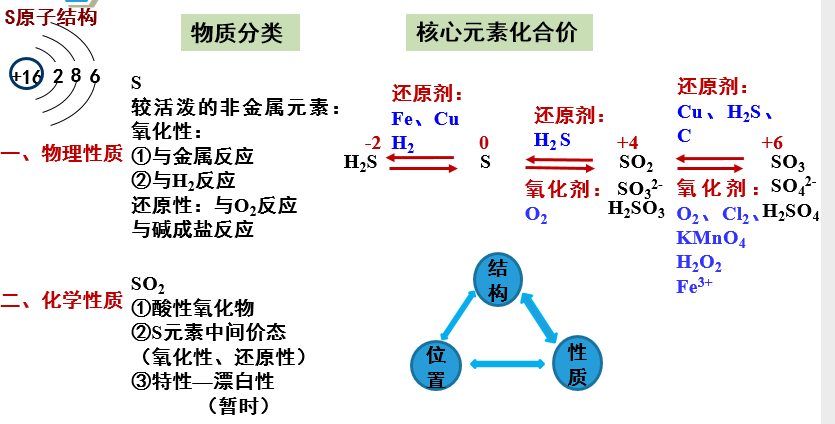 S原子结构
+16 2 8 6
物质分类
核心元素化合价
S
较活泼的非金属元素：
氧化性：
①与金属反应
②与H₂反应
还原性：与O₂反应
与碱成盐反应
一、物理性质
SO₂
①酸性氧化物
②S元素中间价态
（氧化性、还原性）
③特性—漂白性
（暂时）
二、化学性质
还原剂：
Fe、Cu
H₂
-2
0
H₂S
S
还原剂：
H₂S
+4
SO₂
SO₃²⁻
H₂SO₃
氧化剂：
O₂
还原剂：
Cu、H₂S、
C
+6
SO₃
SO₄²⁻
H₂SO₄
氧化剂：
O₂、Cl₂、
KMnO₄
H₂O₂
Fe³⁺
结构
位置
性质